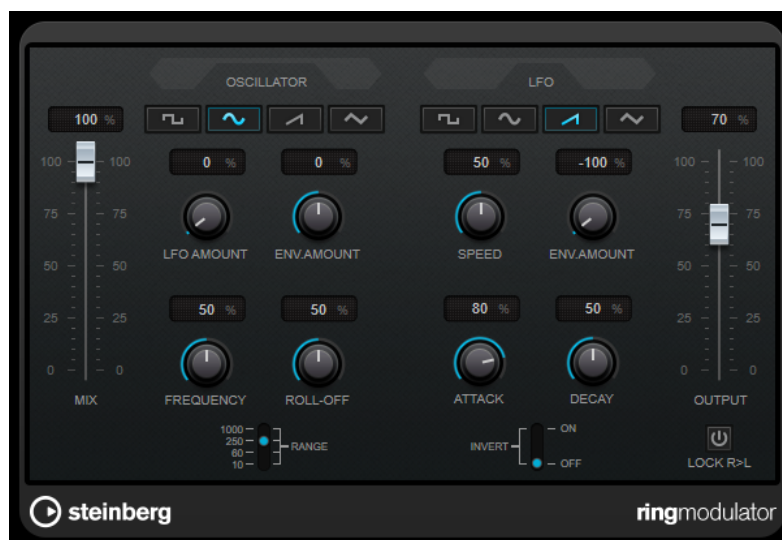 OSCILLATOR
LFO
100 %
70 %
0 %
0 %
50 %
-100 %
100 100
75 75
50 50
25 25
0 0
MIX
LFO AMOUNT
ENV.AMOUNT
SPEED
ENV.AMOUNT
50 %
50 %
80 %
50 %
FREQUENCY
ROLL-OFF
ATTACK
DECAY
100 100
75 75
50 50
25 25
0 0
OUTPUT
1000
250
60
10
RANGE
INVERT
ON
OFF
LOCK R>L
steinberg
ringmodulator